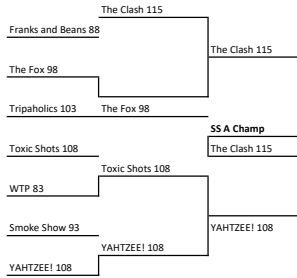 The Clash 115
Franks and Beans 88
The Clash 115
The Fox 98
Tripaholics 103
The Fox 98
SS A Champ
Toxic Shots 108
The Clash 115
Toxic Shots 108
WTP 83
Smoke Show 93
YAHTZEE! 108
YAHTZEE! 108
YAHTZEE! 108